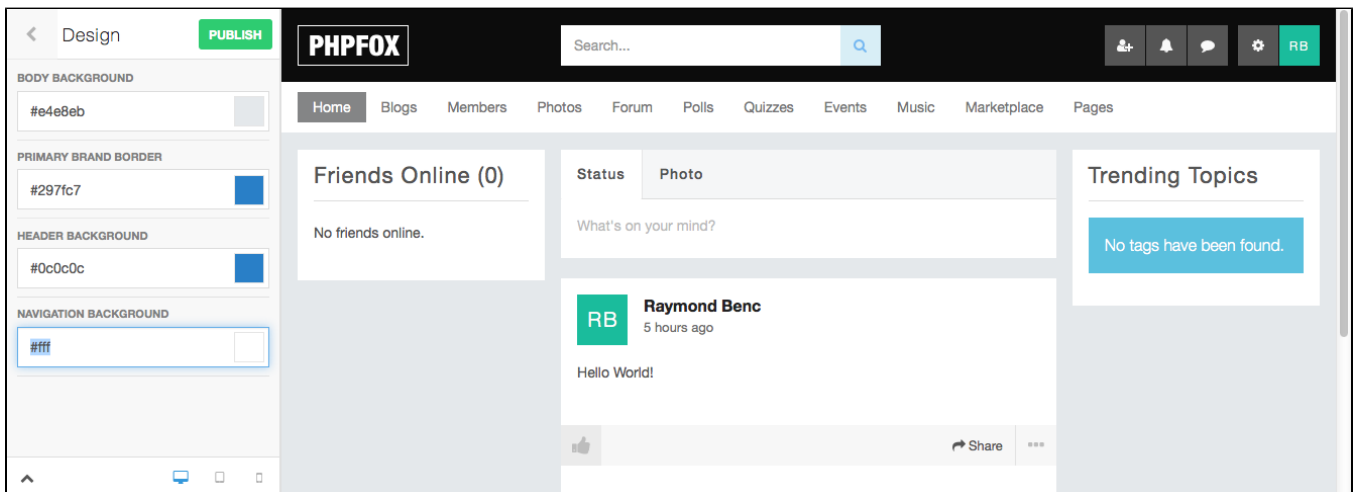 Design
PUBLISH
BODY BACKGROUND
#e4e8eb
PRIMARY BRAND BORDER
#297fc7
HEADER BACKGROUND
#0c0c0c
NAVIGATION BACKGROUND
#fff
PHPFOX
Search...
RB
Home Blogs Members Photos Forum Polls Quizzes Events Music Marketplace Pages
Friends Online (0)
No friends online.
Status Photo
What's on your mind?
RB
Raymond Benc
5 hours ago
Hello World!
Share
Trending Topics
No tags have been found.